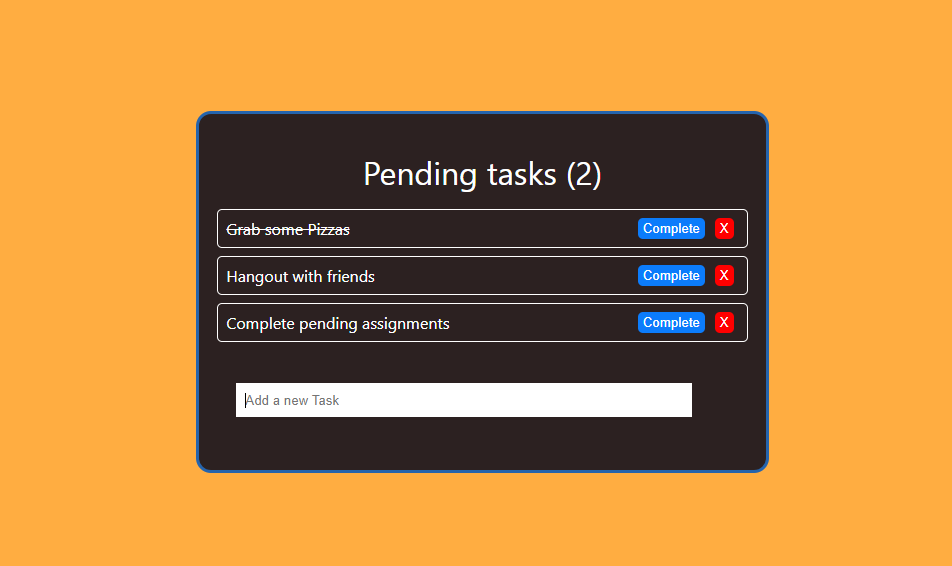 Pending tasks (2)
Grab some Pizzas Complete X
Hangout with friends Complete X
Complete pending assignments Complete X
Add a new Task